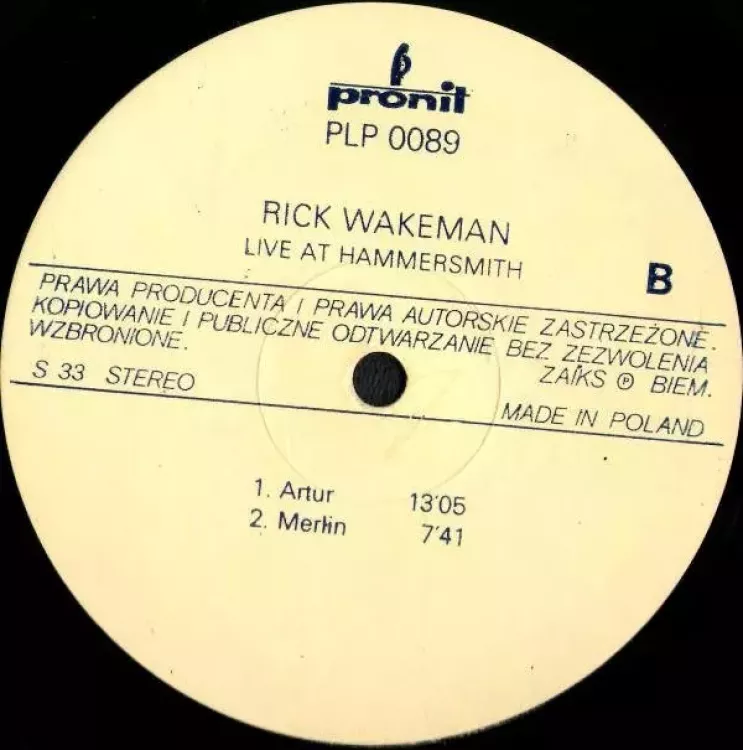 pronit
PLP 0089
RICK WAKEMAN
LIVE AT HAMMERSMITH
B
PRAWA PRODUCENTA I PRAWA AUTORSKIE ZASTRZEŻONE.
KOPIOWANIE I PUBLICZNE ODTWARZANIE BEZ ZEZWOLENIA
WZBRONIONE.
ZAIKS ℗ BIEM.
S 33 STEREO
MADE IN POLAND
1. Artur 13'05
2. Merlin 7'41